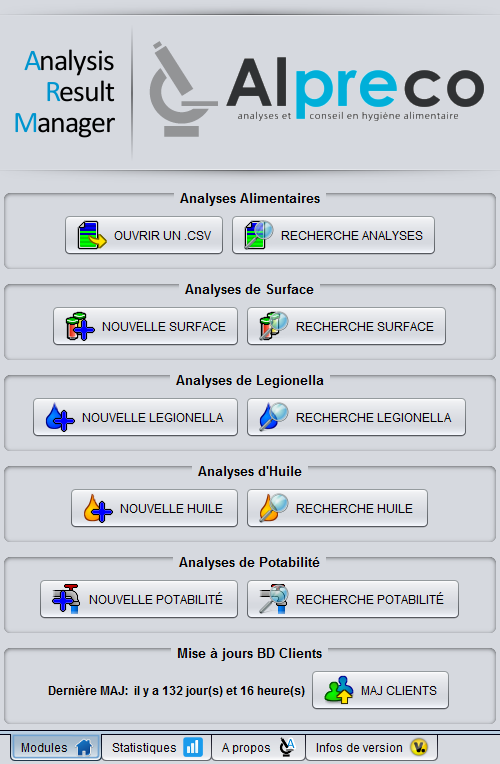 Analysis
Result
Manager
Alpreco
analyses et conseil en hygiène alimentaire
Analyses Alimentaires
OUVRIR UN .CSV
RECHERCHE ANALYSES
Analyses de Surface
NOUVELLE SURFACE
RECHERCHE SURFACE
Analyses de Legionella
NOUVELLE LEGIONELLA
RECHERCHE LEGIONELLA
Analyses d'Huile
NOUVELLE HUILE
RECHERCHE HUILE
Analyses de Potabilité
NOUVELLE POTABILITÉ
RECHERCHE POTABILITÉ
Mise à jours BD Clients
Dernière MAJ: il y a 132 jour(s) et 16 heure(s)
MAJ CLIENTS
Modules
Statistiques
A propos
Infos de version
V.